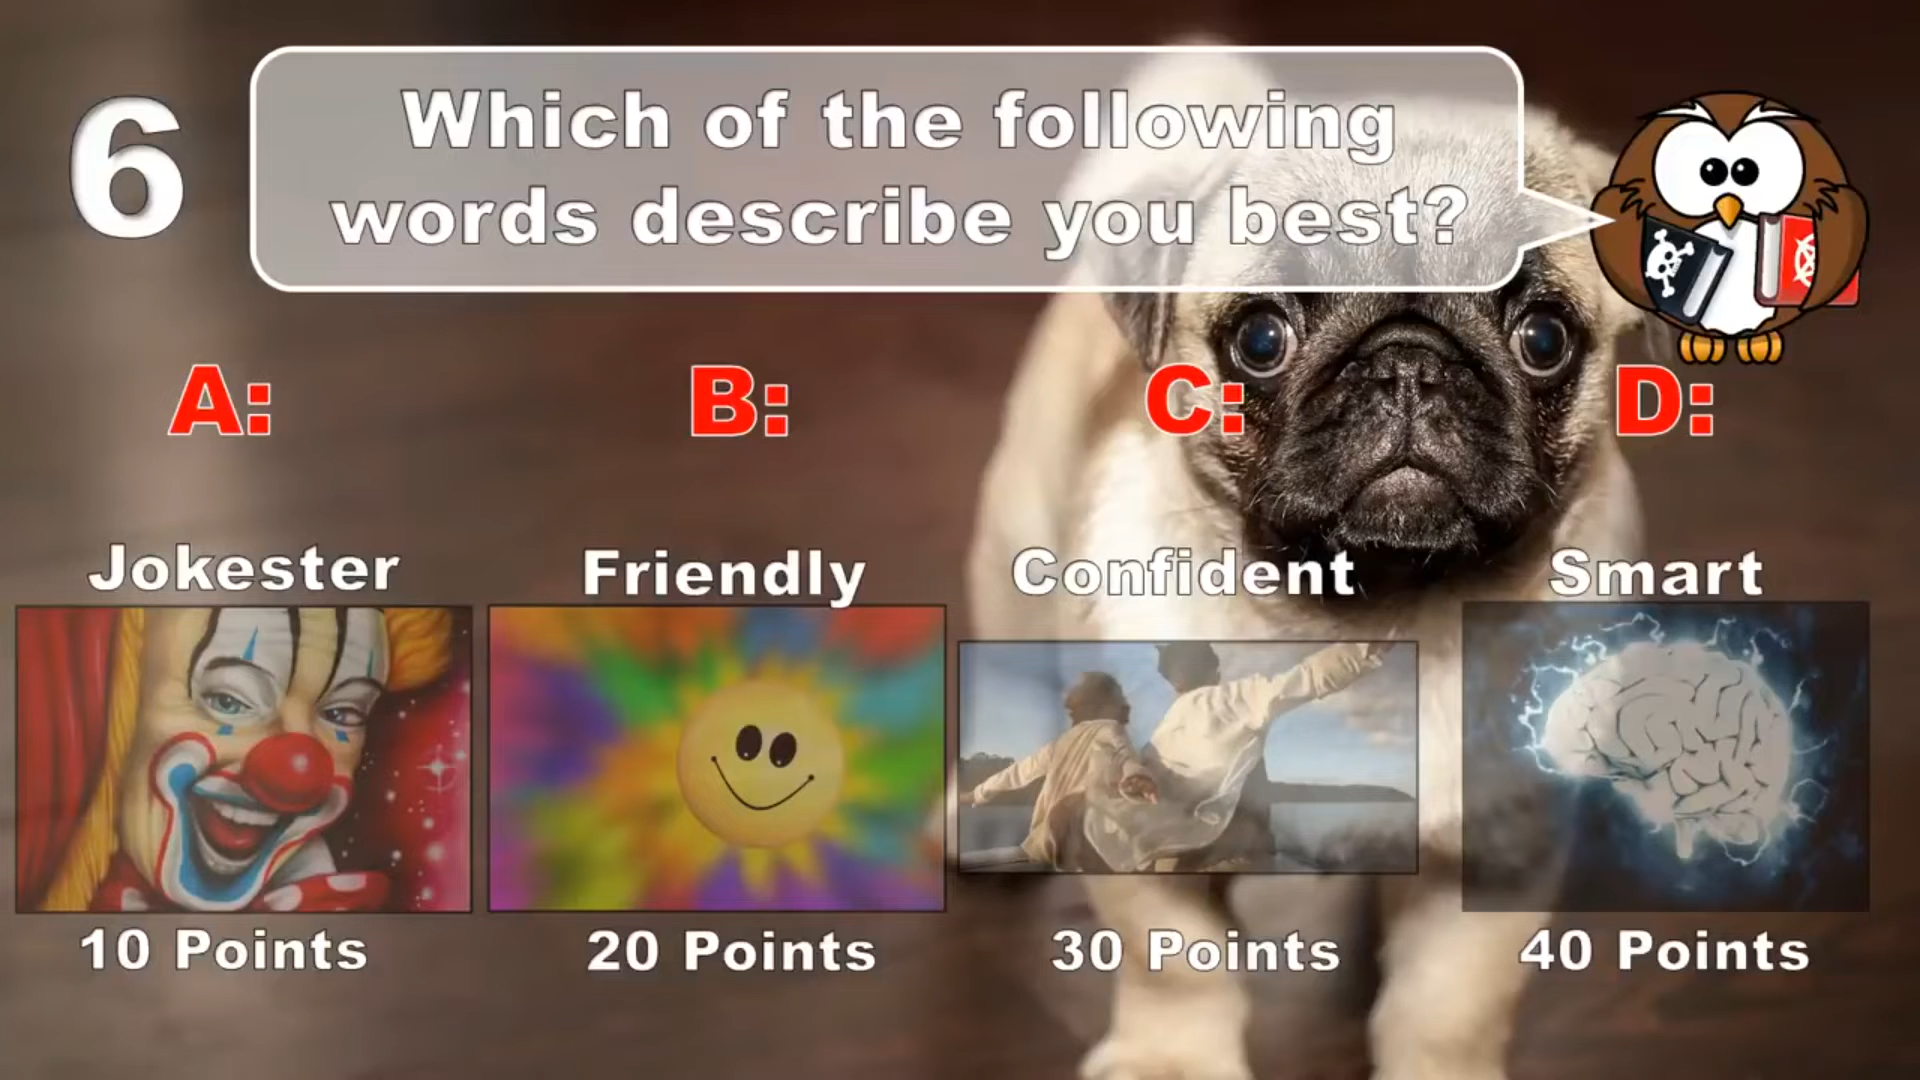 6
Which of the following
words describe you best?
A:
B:
C:
D:
Jokester
Friendly
Confident
Smart
10 Points
20 Points
30 Points
40 Points